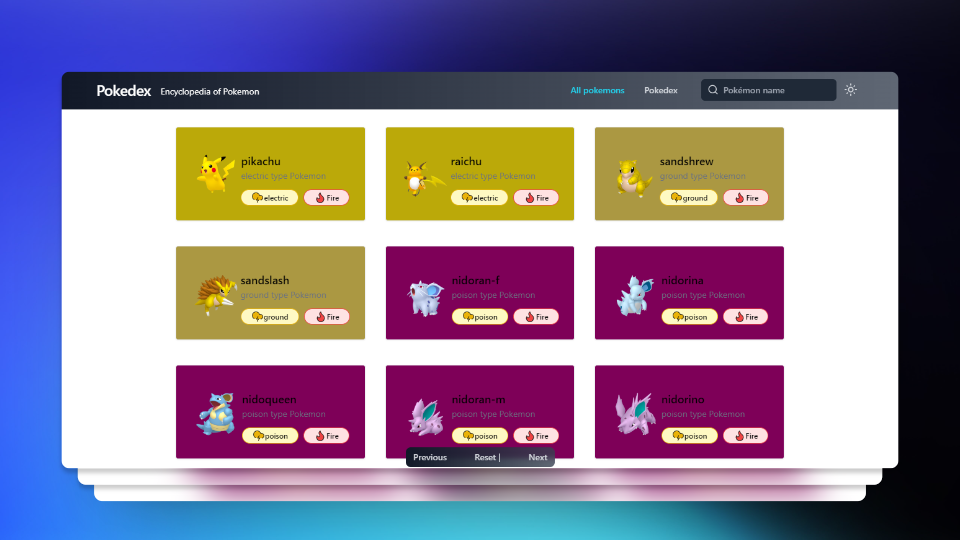 Pokedex Encyclopedia of Pokemon All pokemons Pokedex Pokémon name
pikachu
electric type Pokemon
electric Fire
raichu
electric type Pokemon
electric Fire
sandshrew
ground type Pokemon
ground Fire
sandslash
ground type Pokemon
ground Fire
nidoran-f
poison type Pokemon
poison Fire
nidorina
poison type Pokemon
poison Fire
nidoqueen
poison type Pokemon
poison Fire
nidoran-m
poison type Pokemon
poison Fire
nidorino
poison type Pokemon
poison Fire
Previous Reset | Next